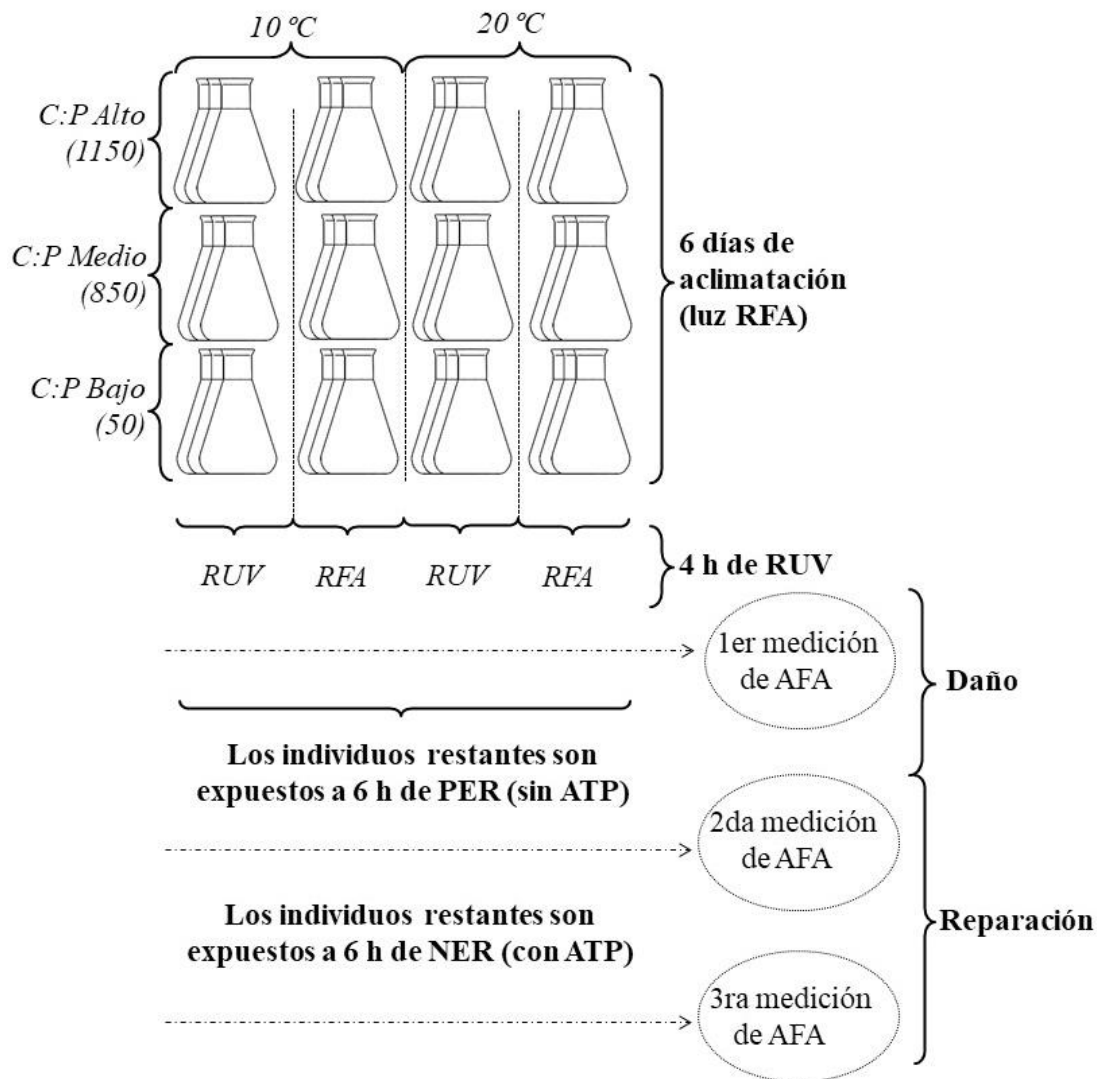 10 ºC
20 ºC
C:P Alto
(1150)
C:P Medio
(850)
C:P Bajo
(50)
6 días de
aclimatación
(luz RFA)
RUV
RFA
RUV
RFA
4 h de RUV
1er medición
de AFA
Daño
Los individuos restantes son
expuestos a 6 h de PER (sin ATP)
2da medición
de AFA
Los individuos restantes son
expuestos a 6 h de NER (con ATP)
Reparación
3ra medición
de AFA